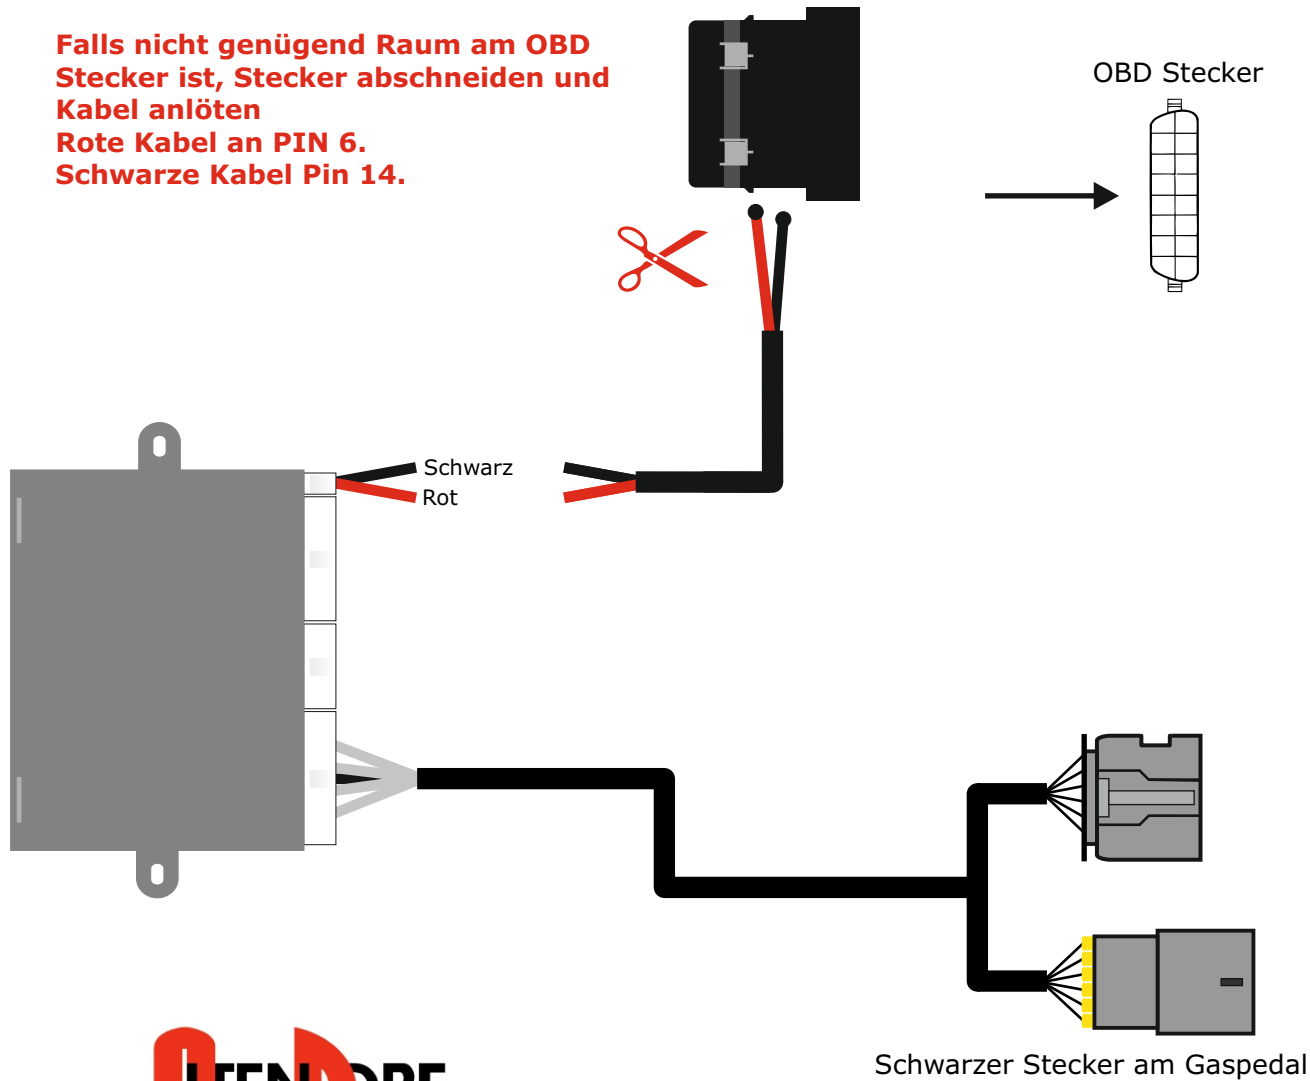 Falls nicht genügend Raum am OBD
Stecker ist, Stecker abschneiden und
Kabel anlöten
Rote Kabel an PIN 6.
Schwarze Kabel Pin 14.
OBD Stecker
Schwarz
Rot
Schwarzer Stecker am Gaspedal